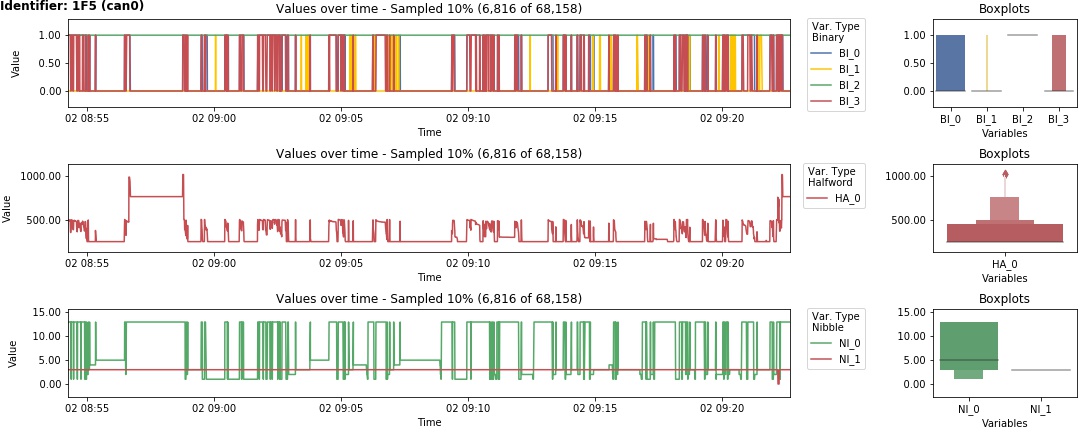 Identifier: 1F5 (can0)
Values over time - Sampled 10% (6,816 of 68,158)
Boxplots
Value
1.00
0.50
0.00
02 08:55 02 09:00 02 09:05 02 09:10 02 09:15 02 09:20
Time
Var. Type
Binary
BI_0
BI_1
BI_2
BI_3
1.00
0.50
0.00
BI_0 BI_1 BI_2 BI_3
Variables
Values over time - Sampled 10% (6,816 of 68,158)
Boxplots
Value
1000.00
500.00
02 08:55 02 09:00 02 09:05 02 09:10 02 09:15 02 09:20
Time
Var. Type
Halfword
HA_0
1000.00
500.00
HA_0
Variables
Values over time - Sampled 10% (6,816 of 68,158)
Boxplots
Value
15.00
10.00
5.00
0.00
02 08:55 02 09:00 02 09:05 02 09:10 02 09:15 02 09:20
Time
Var. Type
Nibble
NI_0
NI_1
15.00
10.00
5.00
0.00
NI_0 NI_1
Variables